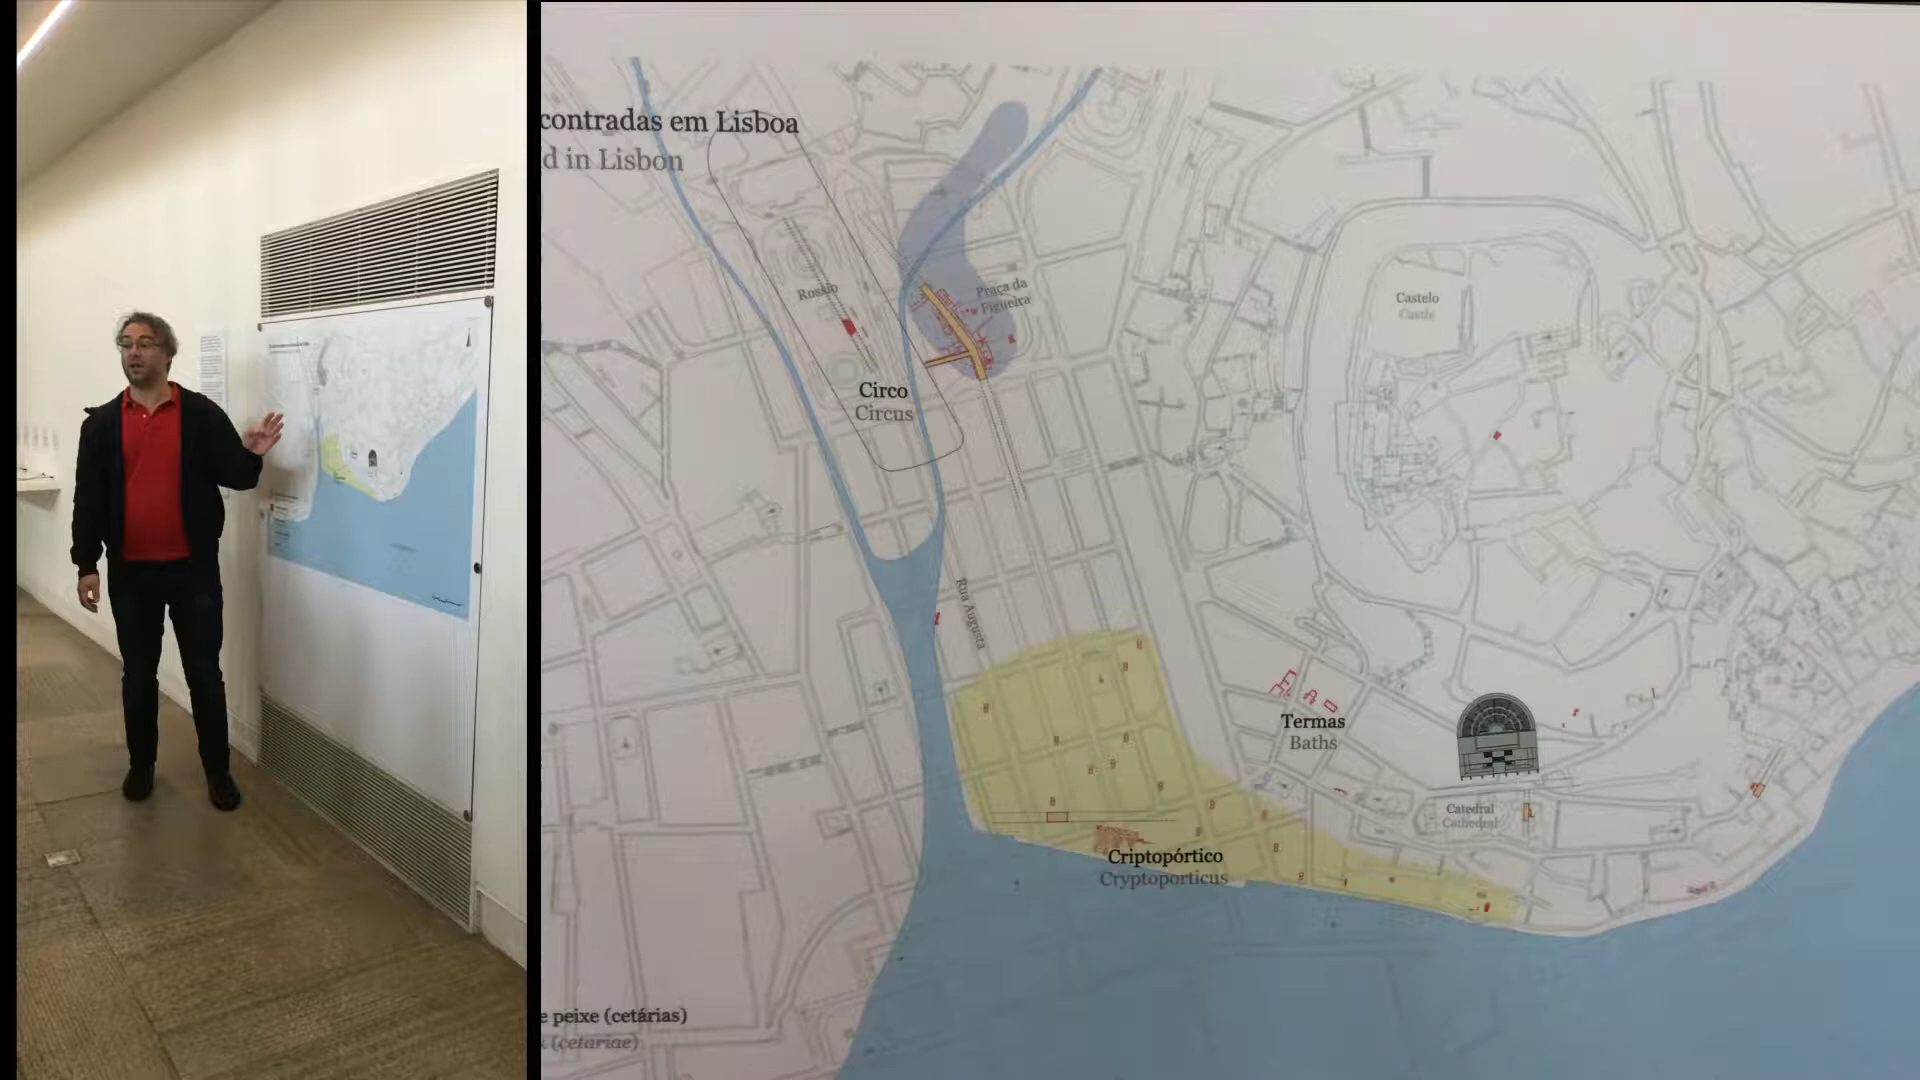 contradas em Lisboa
d in Lisbon
Rossio
Praça da
Figueira
Castelo
Castle
Circo
Circus
Rua Augusta
Termas
Baths
Catedral
Cathedral
Criptopórtico
Cryptoporticus
e peixe (cetárias)
(cetariae)